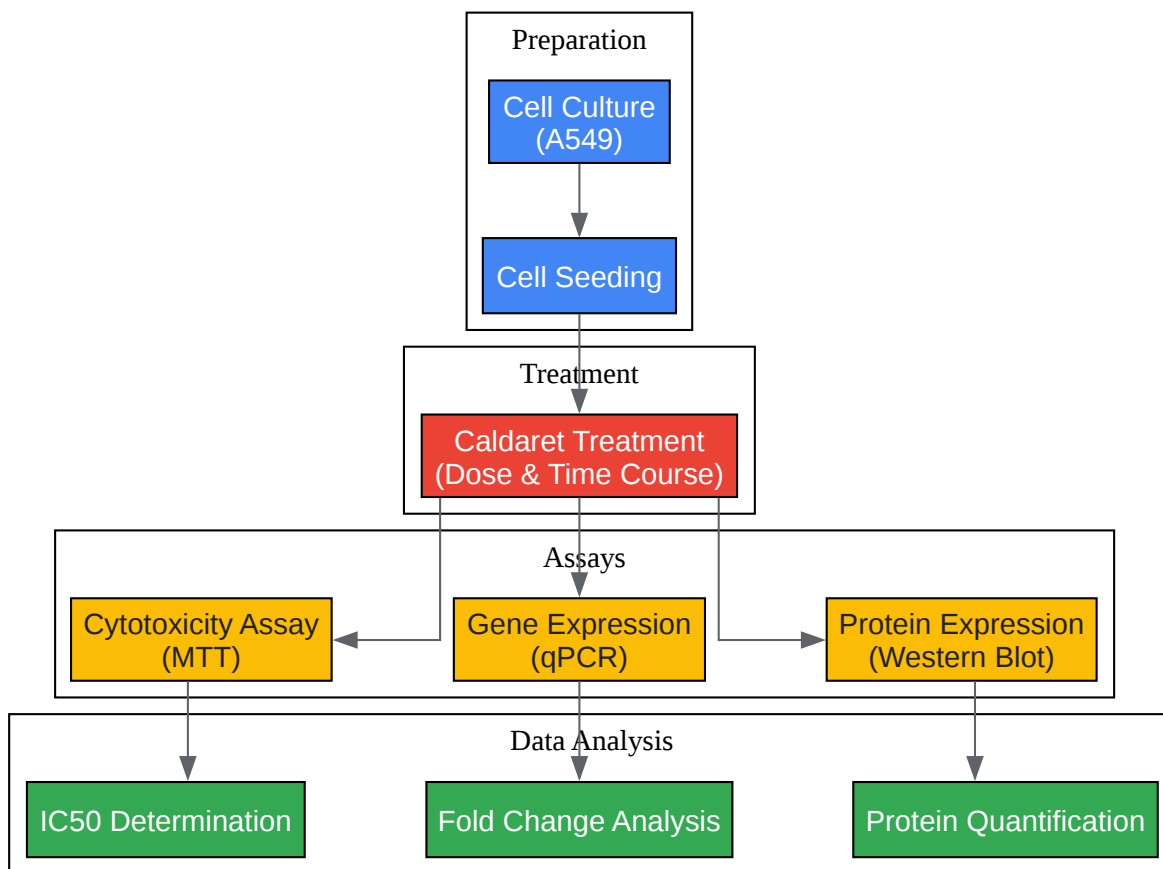 Preparation
Cell Culture
(A549)
Cell Seeding
Treatment
Caldaret Treatment
(Dose & Time Course)
Assays
Cytotoxicity Assay
(MTT)
Gene Expression
(qPCR)
Protein Expression
(Western Blot)
Data Analysis
IC50 Determination
Fold Change Analysis
Protein Quantification